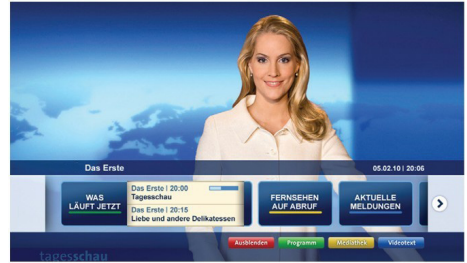 Das Erste
05.02.10 | 20:06
WAS
LÄUFT JETZT
Das Erste | 20:00
Tagesschau
Das Erste | 20:15
Liebe und andere Delikatessen
FERNSEHEN
AUF ABRUF
AKTUELLE
MELDUNGEN
Ausblenden
Programm
Mediathek
Videotext
tagesschau